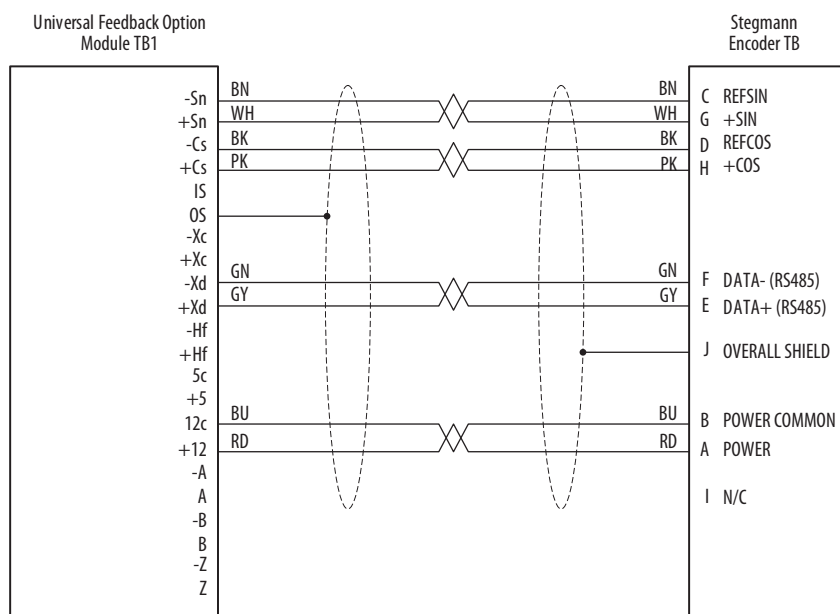 Universal Feedback Option
Module TB1
Stegmann
Encoder TB
-Sn BN BN C REFSIN
+Sn WH WH G +SIN
-Cs BK BK D REFCOS
+Cs PK PK H +COS
IS
OS
-Xc
+Xc
-Xd GN GN F DATA- (RS485)
+Xd GY GY E DATA+ (RS485)
-Hf
+Hf J OVERALL SHIELD
5c
+5
12c BU BU B POWER COMMON
+12 RD RD A POWER
-A
A I N/C
-B
B
-Z
Z